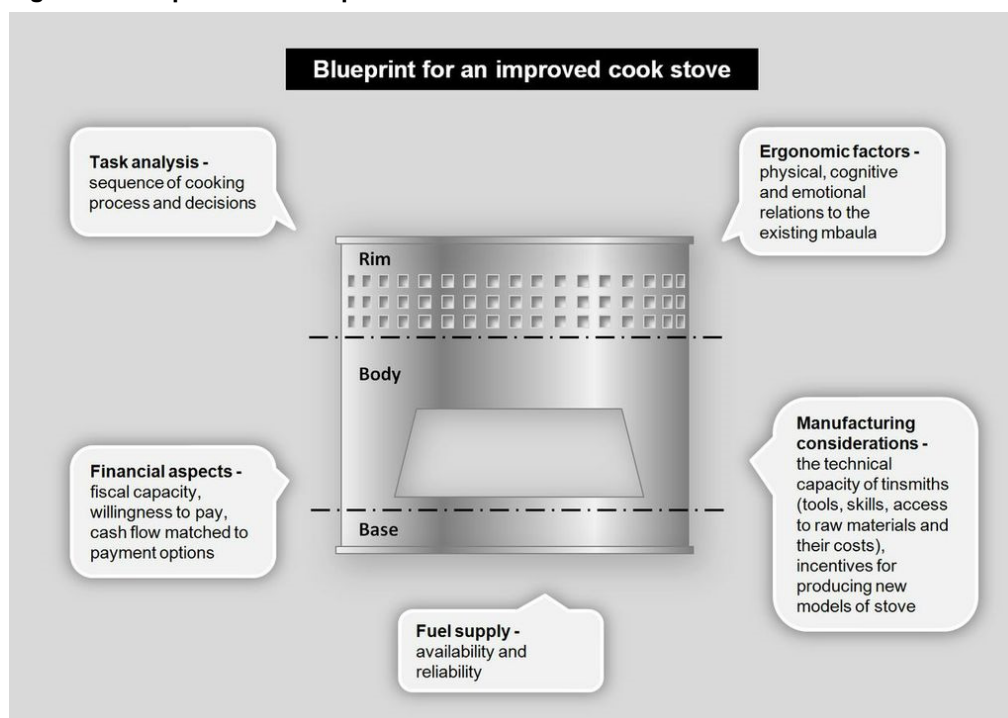 Blueprint for an improved cook stove
Task analysis -
sequence of cooking
process and decisions
Ergonomic factors -
physical, cognitive
and emotional
relations to the
existing mbaula
Rim
Body
Base
Financial aspects -
fiscal capacity,
willingness to pay,
cash flow matched to
payment options
Manufacturing
considerations -
the technical
capacity of tinsmiths
(tools, skills, access
to raw materials and
their costs),
incentives for
producing new
models of stove
Fuel supply -
availability and
reliability